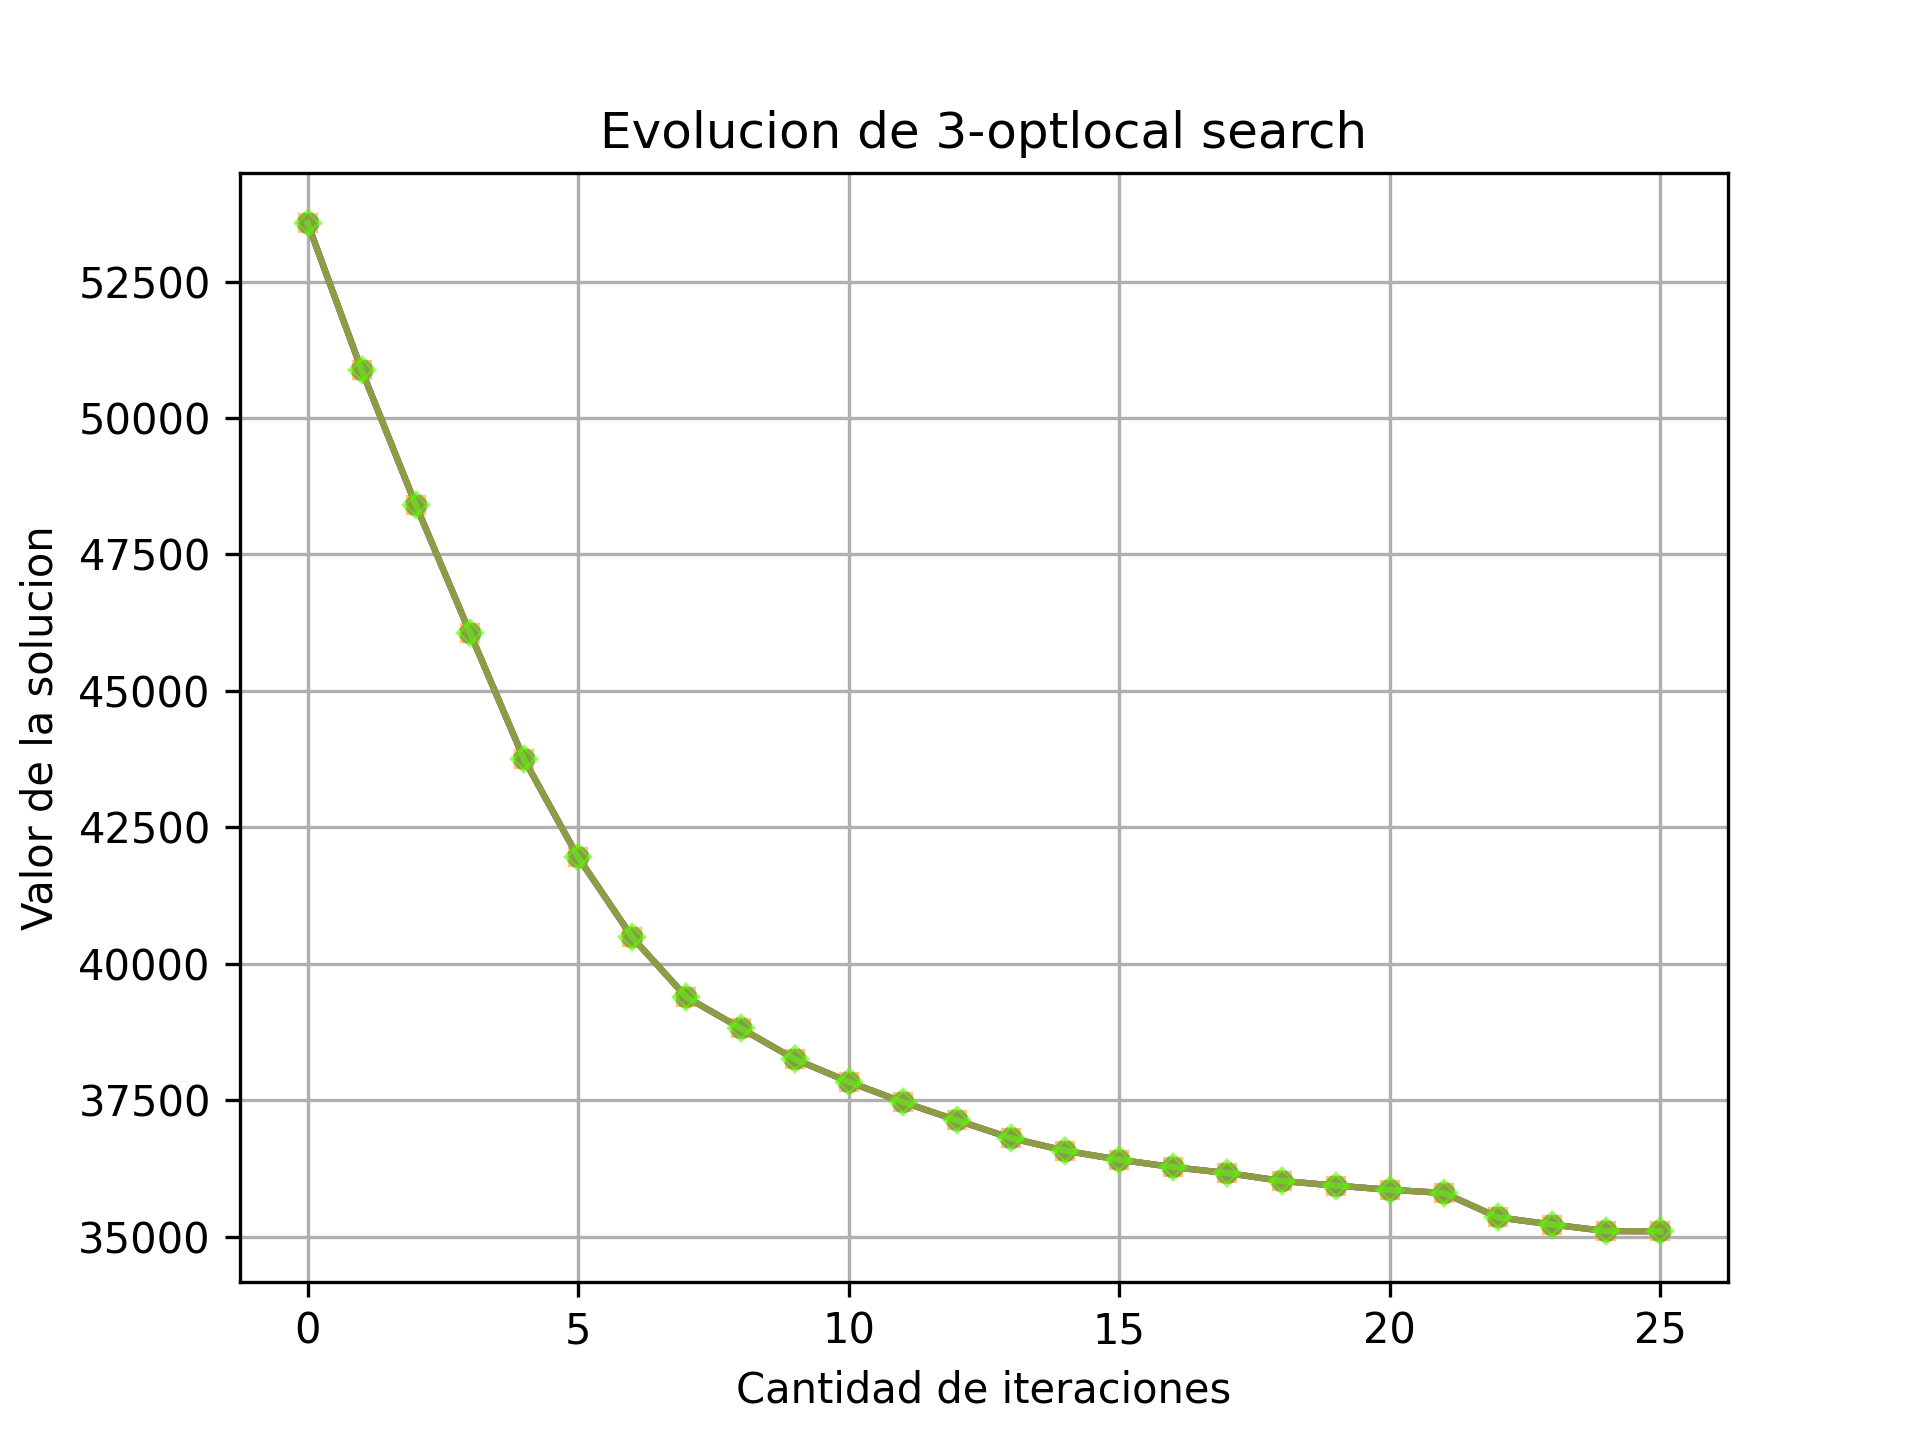 Evolucion de 3-optlocal search
Valor de la solucion
52500
50000
47500
45000
42500
40000
37500
35000
0 5 10 15 20 25
Cantidad de iteraciones